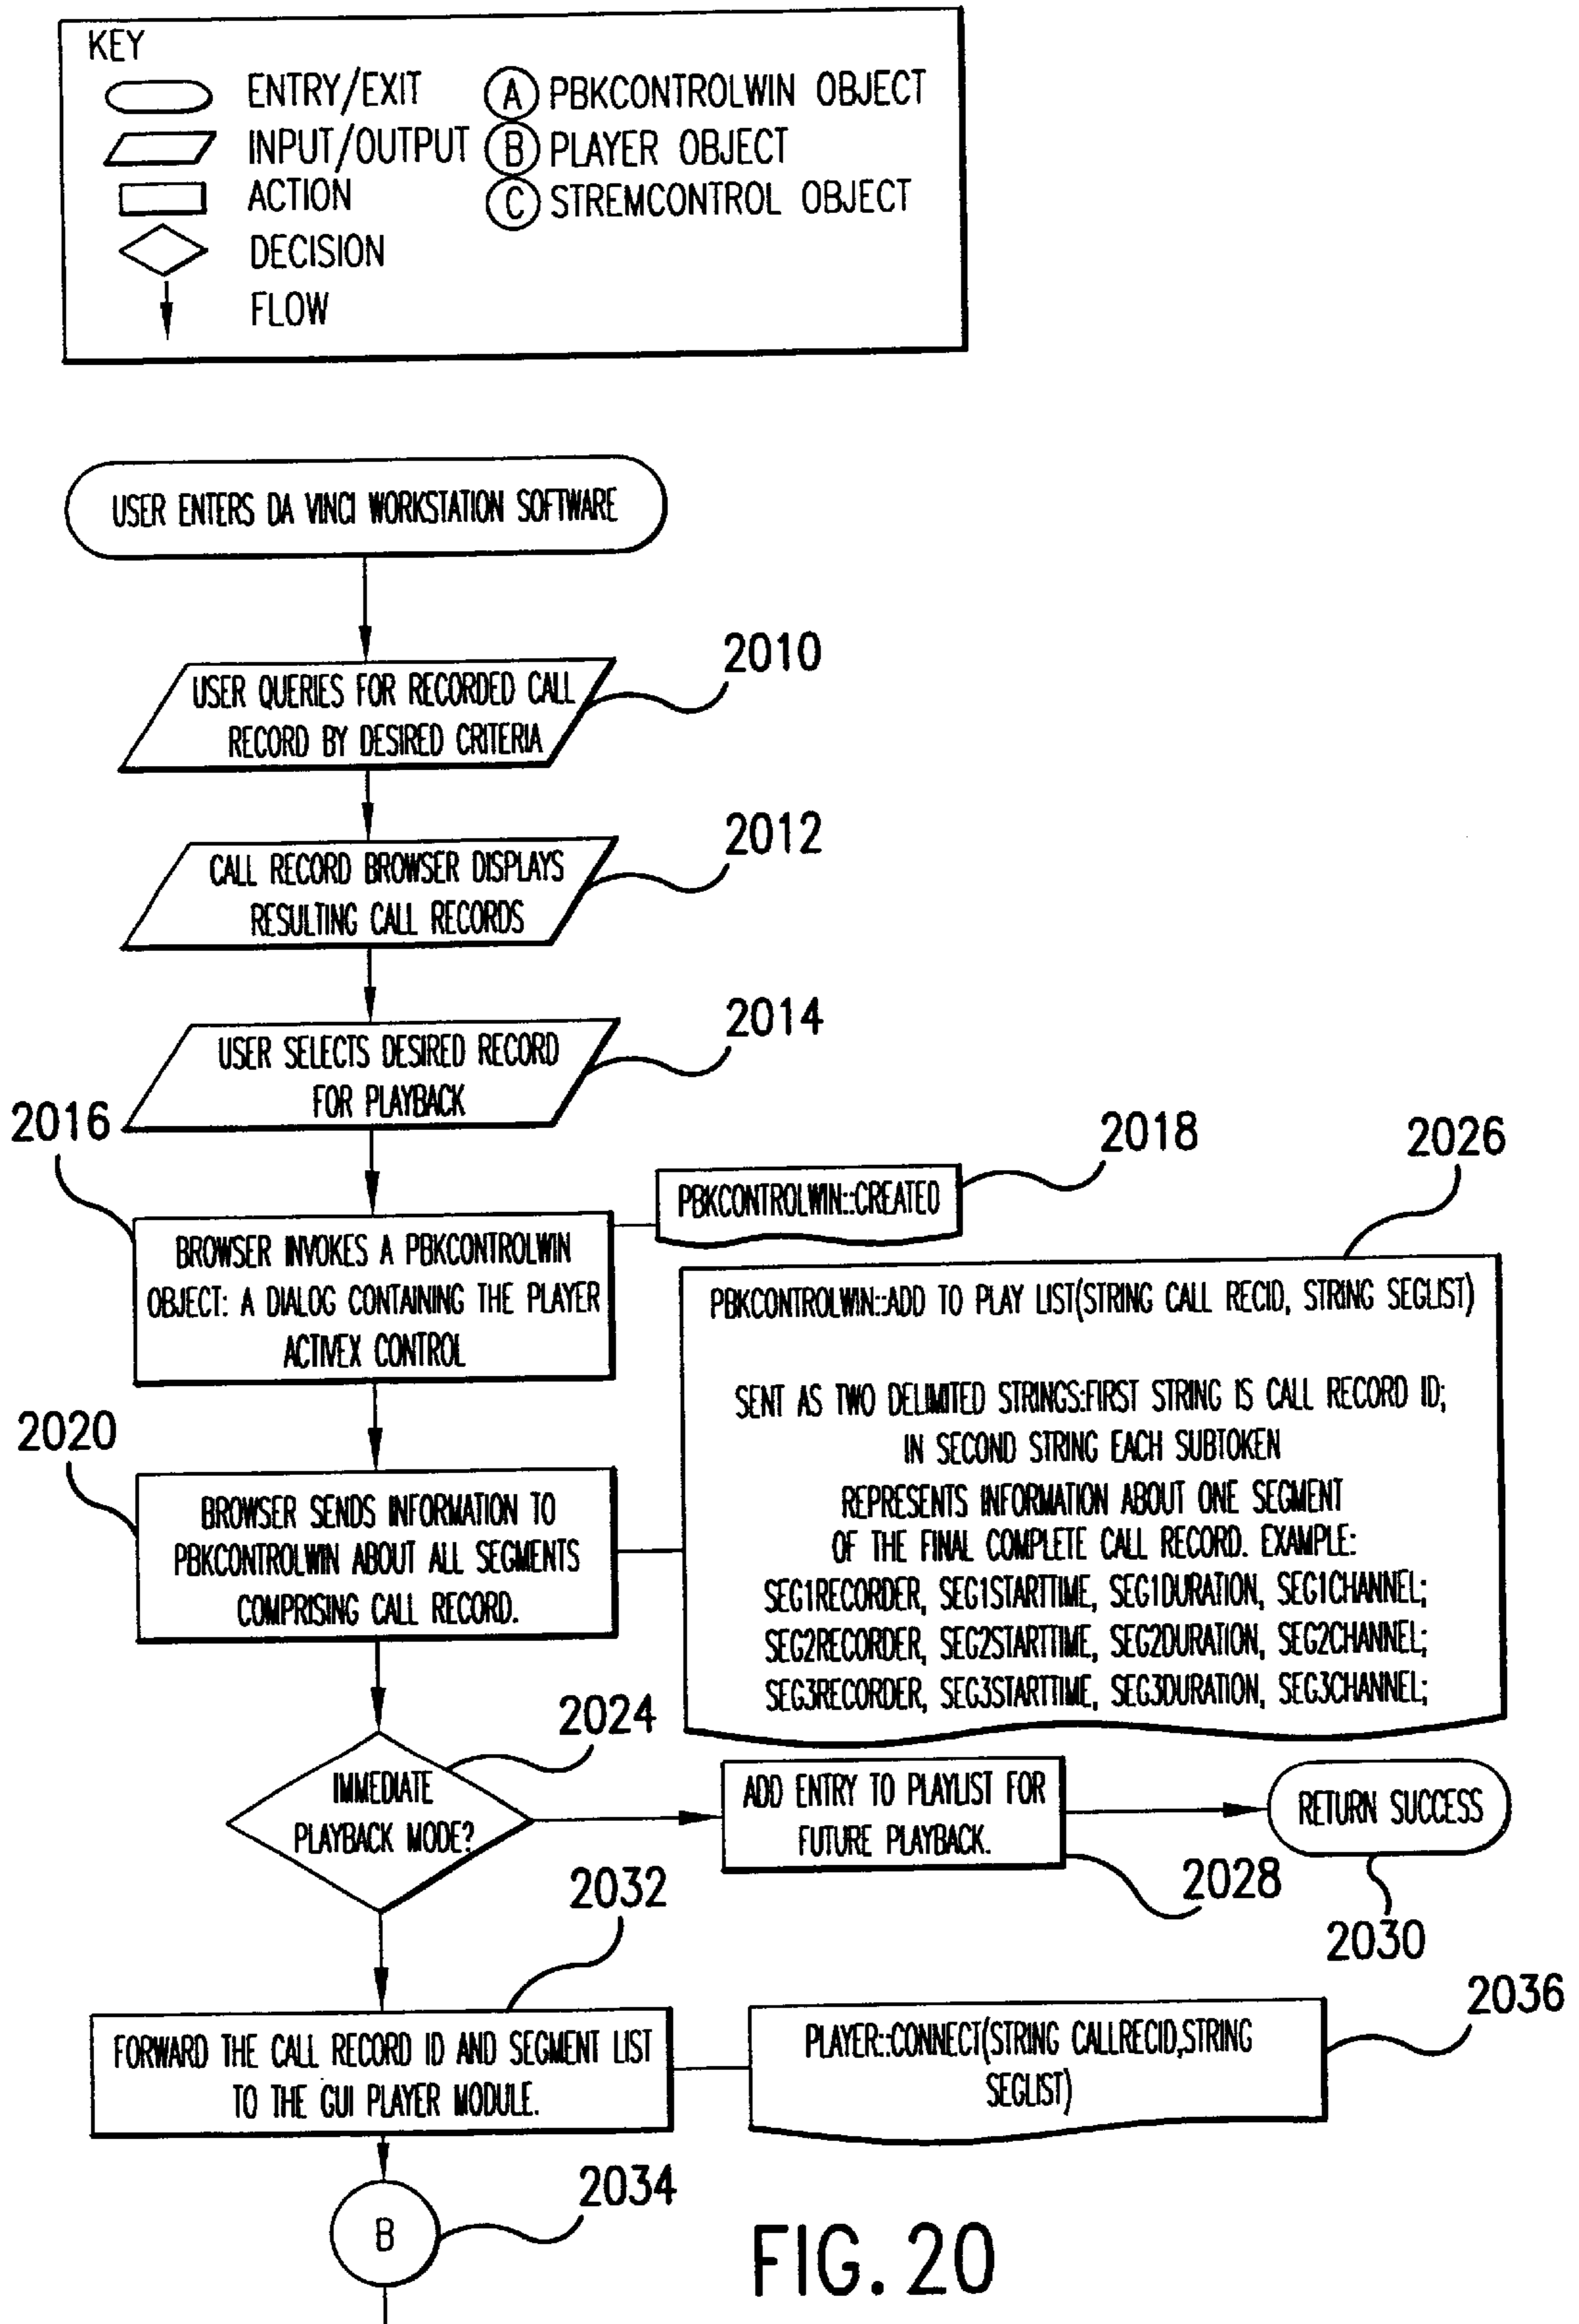 KEY
ENTRY/EXIT
INPUT/OUTPUT
ACTION
DECISION
FLOW
A PBKCONTROLWIN OBJECT
B PLAYER OBJECT
C STREMCONTROL OBJECT
USER ENTERS DA VINCI WORKSTATION SOFTWARE
2010
USER QUERIES FOR RECORDED CALL
RECORD BY DESIRED CRITERIA
2012
CALL RECORD BROWSER DISPLAYS
RESULTING CALL RECORDS
2014
USER SELECTS DESIRED RECORD
FOR PLAYBACK
2016
BROWSER INVOKES A PBKCONTROLWIN
OBJECT: A DIALOG CONTAINING THE PLAYER
ACTIVEX CONTROL
2018
PBKCONTROLWIN::CREATED
2026
PBKCONTROLWIN::ADD TO PLAY LIST(STRING CALL RECID, STRING SEGLIST)
SENT AS TWO DELIMITED STRINGS:FIRST STRING IS CALL RECORD ID;
IN SECOND STRING EACH SUBTOKEN
REPRESENTS INFORMATION ABOUT ONE SEGMENT
OF THE FINAL COMPLETE CALL RECORD. EXAMPLE:
SEG1RECORDER, SEG1STARTTIME, SEG1DURATION, SEG1CHANNEL;
SEG2RECORDER, SEG2STARTTIME, SEG2DURATION, SEG2CHANNEL;
SEG3RECORDER, SEG3STARTTIME, SEG3DURATION, SEG3CHANNEL;
2020
BROWSER SENDS INFORMATION TO
PBKCONTROLWIN ABOUT ALL SEGMENTS
COMPRISING CALL RECORD.
2024
IMMEDIATE
PLAYBACK MODE?
ADD ENTRY TO PLAYLIST FOR
FUTURE PLAYBACK.
2028
RETURN SUCCESS
2030
2032
FORWARD THE CALL RECORD ID AND SEGMENT LIST
TO THE GUI PLAYER MODULE.
2036
PLAYER::CONNECT(STRING CALLRECID,STRING
SEGLIST)
2034
B
FIG. 20